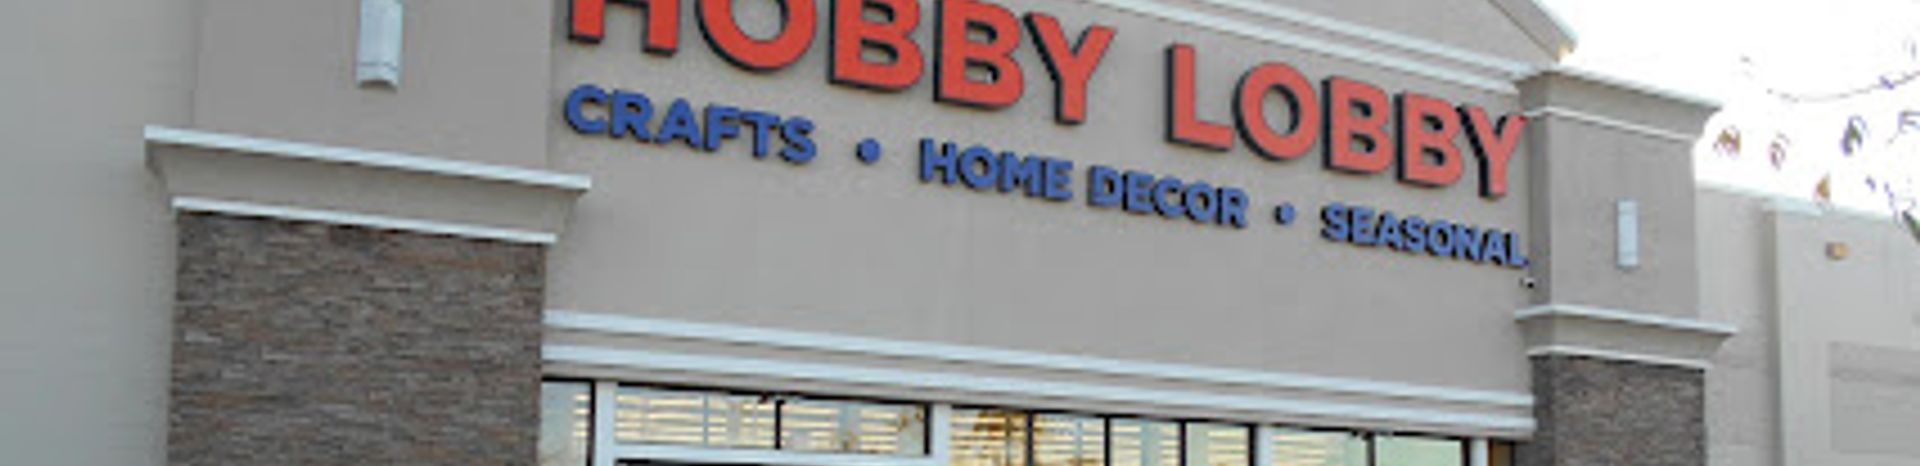 HOBBY LOBBY
CRAFTS • HOME DECOR • SEASONAL